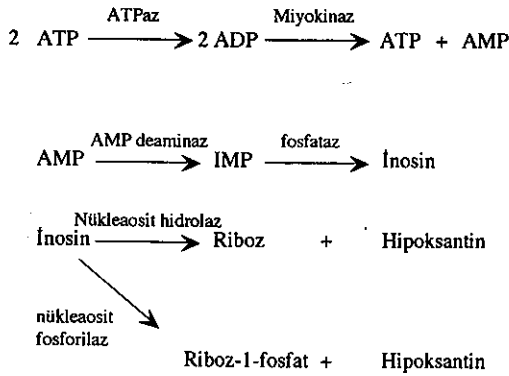 ATPaz Miyokinaz
2 ATP 2 ADP ATP + AMP
AMP deaminaz fosfataz
AMP IMP İnosin
Nükleaosit hidrolaz
İnosin Riboz + Hipoksantin
nükleaosit
fosforilaz
Riboz-1-fosfat + Hipoksantin